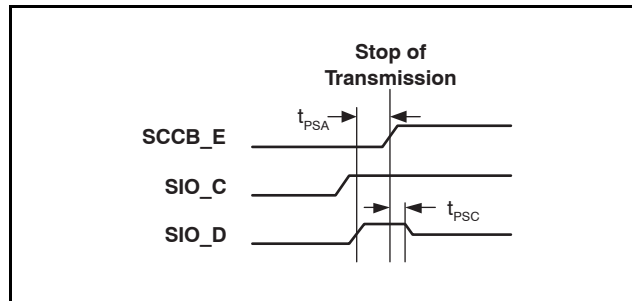 Stop of
Transmission
tPSA
SCCB_E
SIO_C
tPSC
SIO_D